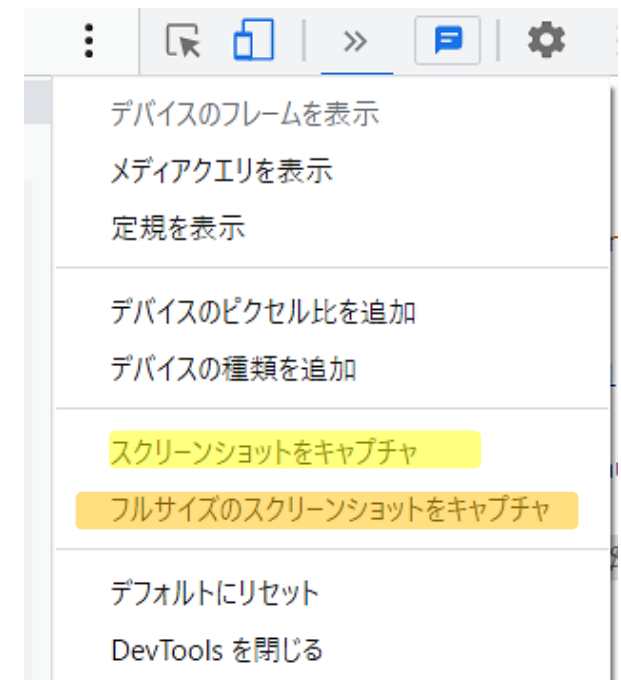 デバイスのフレームを表示
メディアクエリを表示
定規を表示
デバイスのピクセル比を追加
デバイスの種類を追加
スクリーンショットをキャプチャ
フルサイズのスクリーンショットをキャプチャ
デフォルトにリセット
DevTools を閉じる